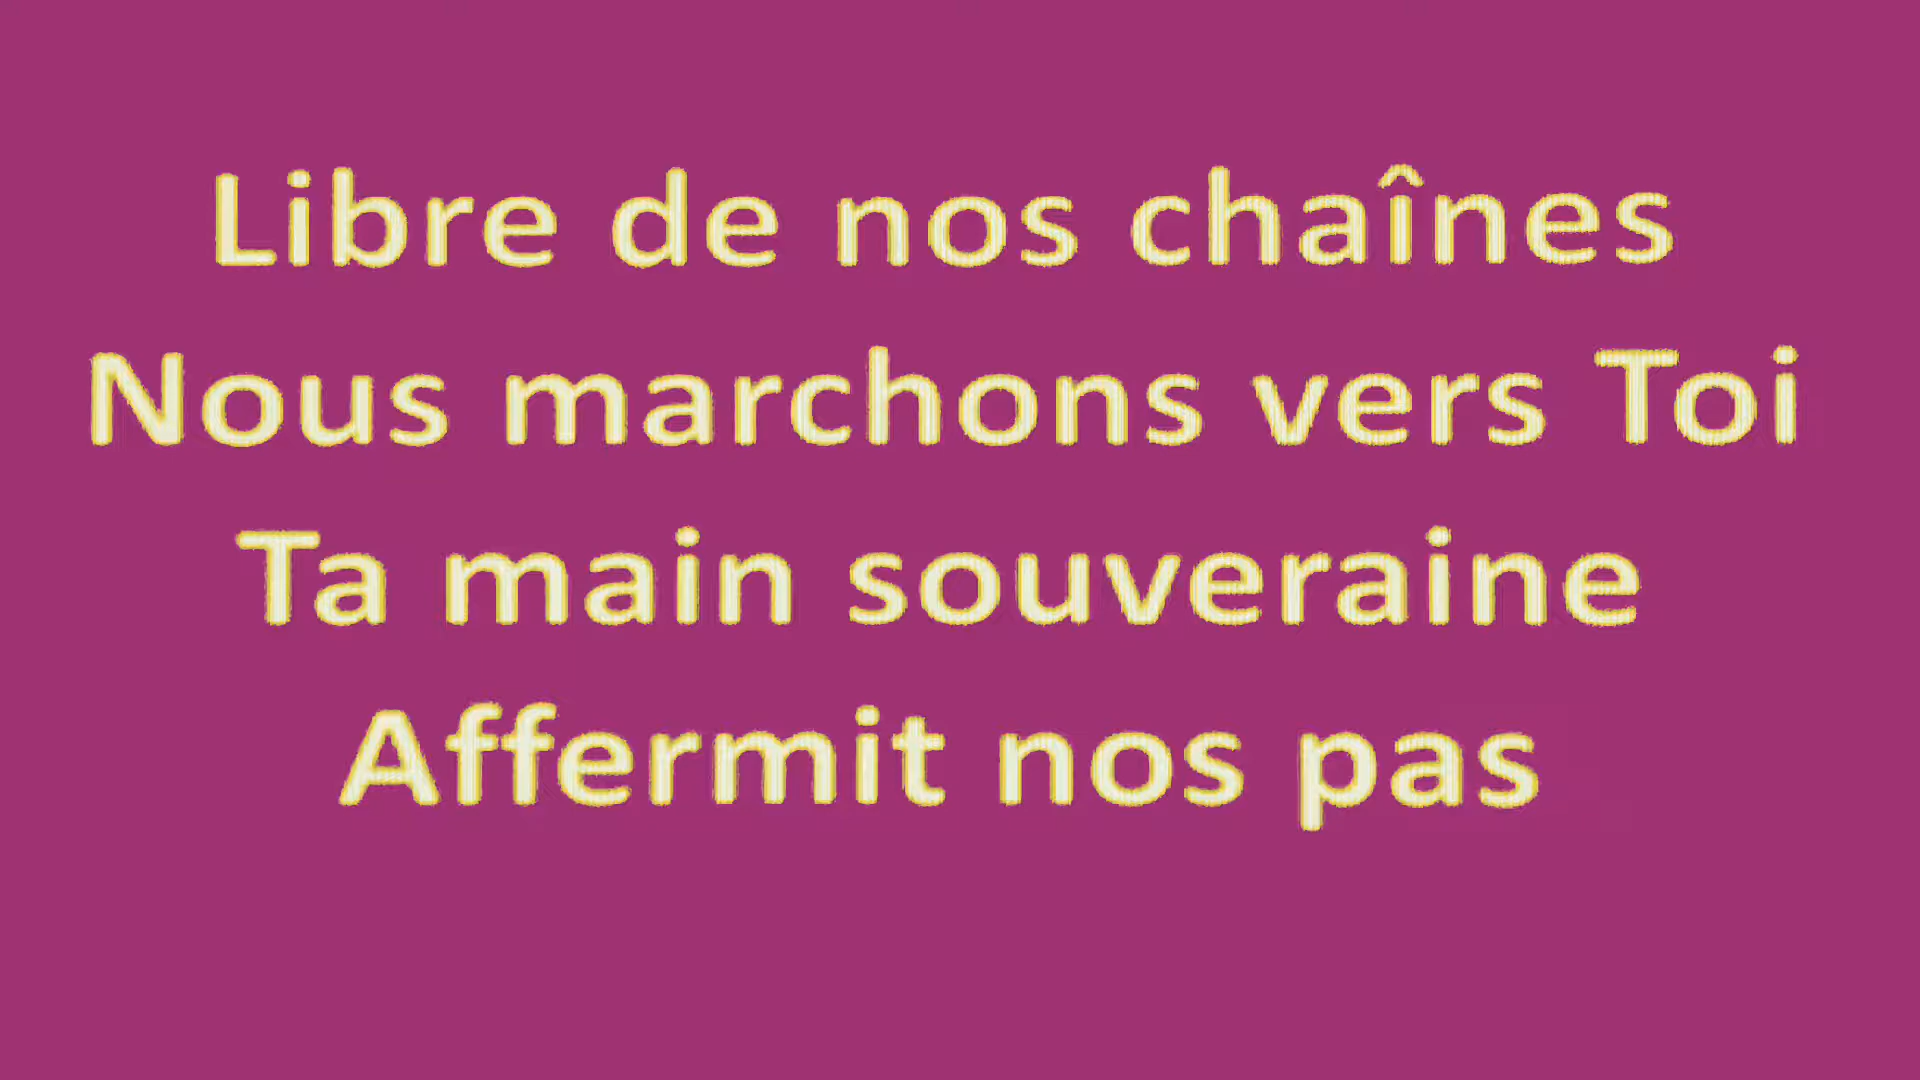 Libre de nos chaînes
Nous marchons vers Toi
Ta main souveraine
Affermit nos pas